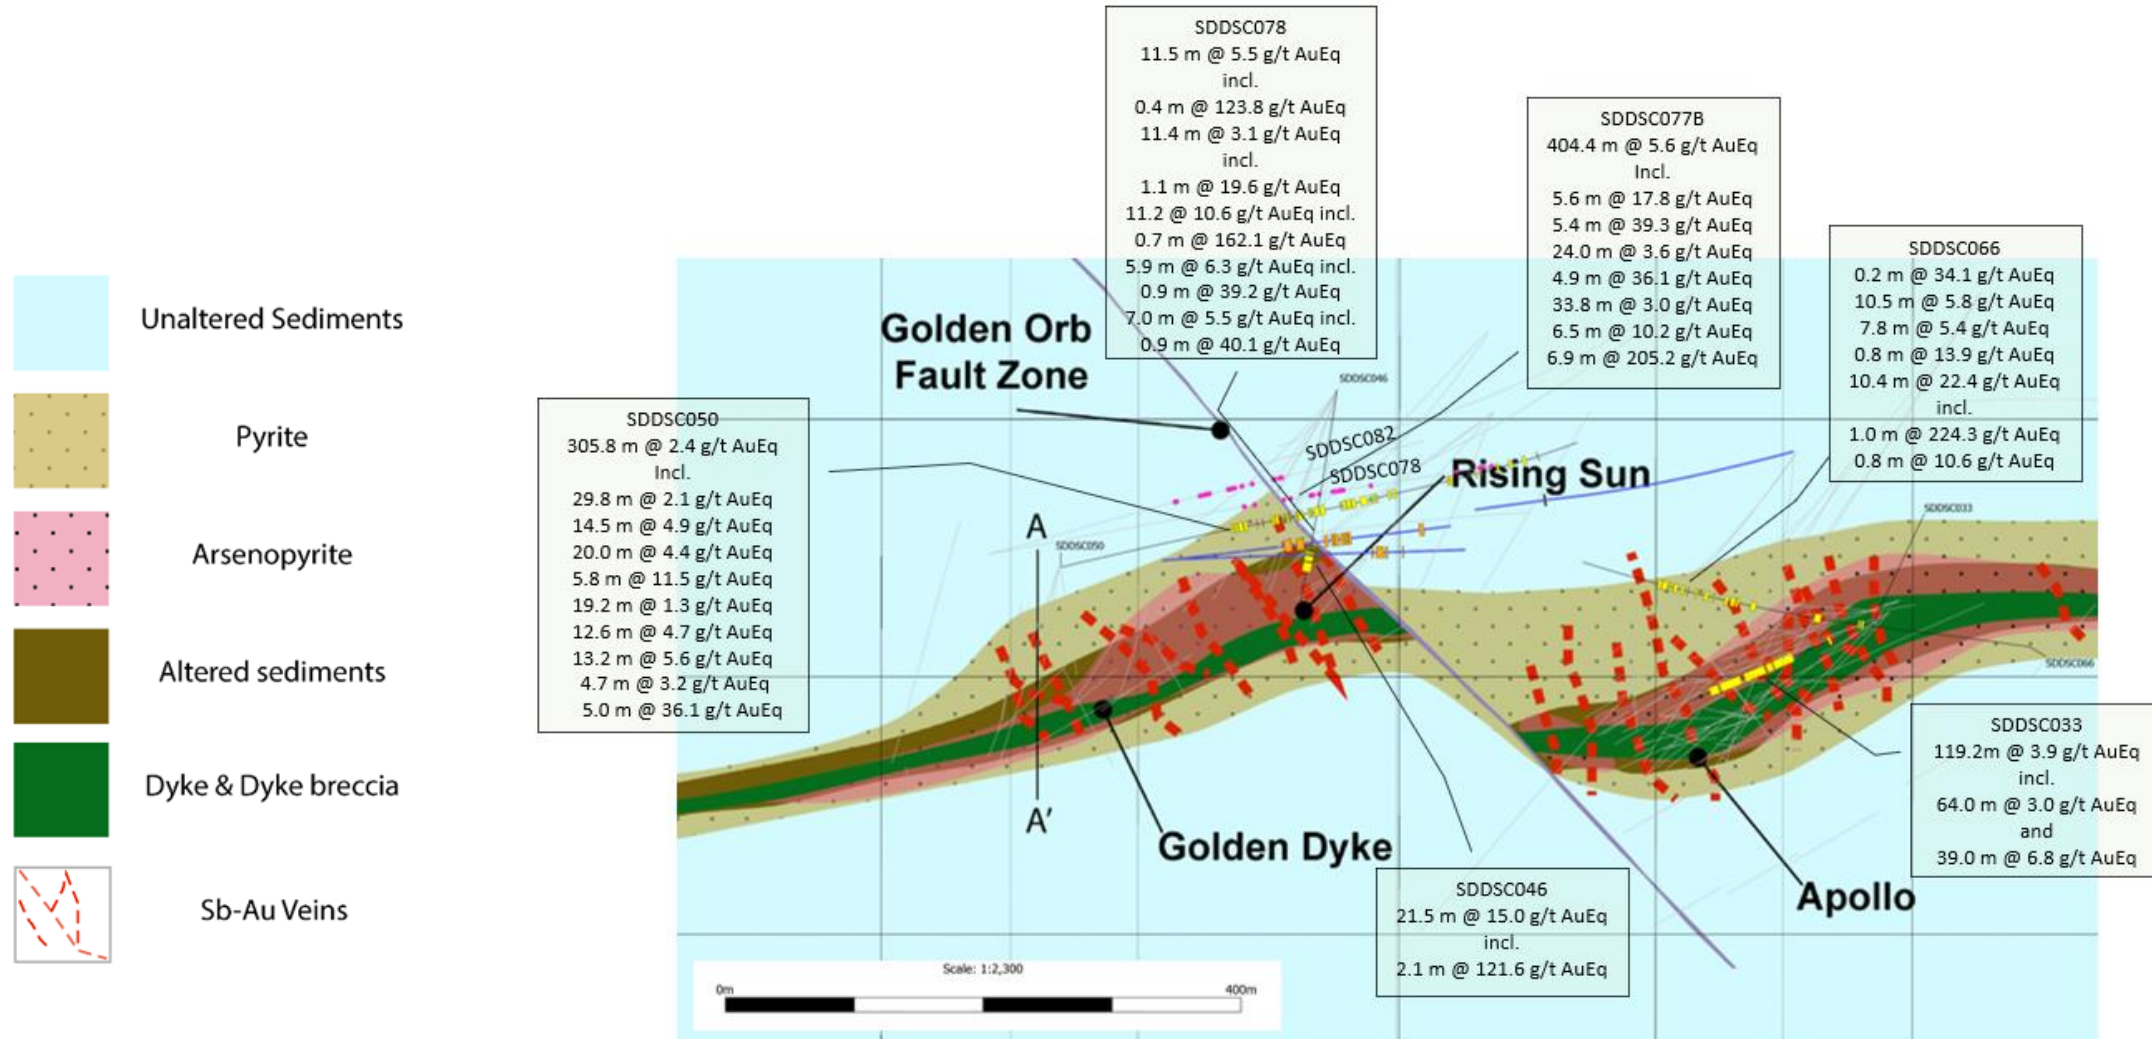 Unaltered Sediments
Pyrite
Arsenopyrite
Altered sediments
Dyke & Dyke breccia
Sb-Au Veins
SDDSC050
305.8 m @ 2.4 g/t AuEq
Incl.
29.8 m @ 2.1 g/t AuEq
14.5 m @ 4.9 g/t AuEq
20.0 m @ 4.4 g/t AuEq
5.8 m @ 11.5 g/t AuEq
19.2 m @ 1.3 g/t AuEq
12.6 m @ 4.7 g/t AuEq
13.2 m @ 5.6 g/t AuEq
4.7 m @ 3.2 g/t AuEq
5.0 m @ 36.1 g/t AuEq
SDDSC078
11.5 m @ 5.5 g/t AuEq
incl.
0.4 m @ 123.8 g/t AuEq
11.4 m @ 3.1 g/t AuEq
incl.
1.1 m @ 19.6 g/t AuEq
11.2 @ 10.6 g/t AuEq incl.
0.7 m @ 162.1 g/t AuEq
5.9 m @ 6.3 g/t AuEq incl.
0.9 m @ 39.2 g/t AuEq
7.0 m @ 5.5 g/t AuEq incl.
0.9 m @ 40.1 g/t AuEq
SDDSC077B
404.4 m @ 5.6 g/t AuEq
Incl.
5.6 m @ 17.8 g/t AuEq
5.4 m @ 39.3 g/t AuEq
24.0 m @ 3.6 g/t AuEq
4.9 m @ 36.1 g/t AuEq
33.8 m @ 3.0 g/t AuEq
6.5 m @ 10.2 g/t AuEq
6.9 m @ 205.2 g/t AuEq
SDDSC066
0.2 m @ 34.1 g/t AuEq
10.5 m @ 5.8 g/t AuEq
7.8 m @ 5.4 g/t AuEq
0.8 m @ 13.9 g/t AuEq
10.4 m @ 22.4 g/t AuEq
incl.
1.0 m @ 224.3 g/t AuEq
0.8 m @ 10.6 g/t AuEq
Golden Orb
Fault Zone
SDDSC046
SDDSC082
SDDSC078
Rising Sun
A
SDDSC050
SDDSC033
SDDSC066
A'
Golden Dyke
Apollo
SDDSC033
119.2m @ 3.9 g/t AuEq
incl.
64.0 m @ 3.0 g/t AuEq
and
39.0 m @ 6.8 g/t AuEq
SDDSC046
21.5 m @ 15.0 g/t AuEq
incl.
2.1 m @ 121.6 g/t AuEq
Scale: 1:2,300
0m
400m